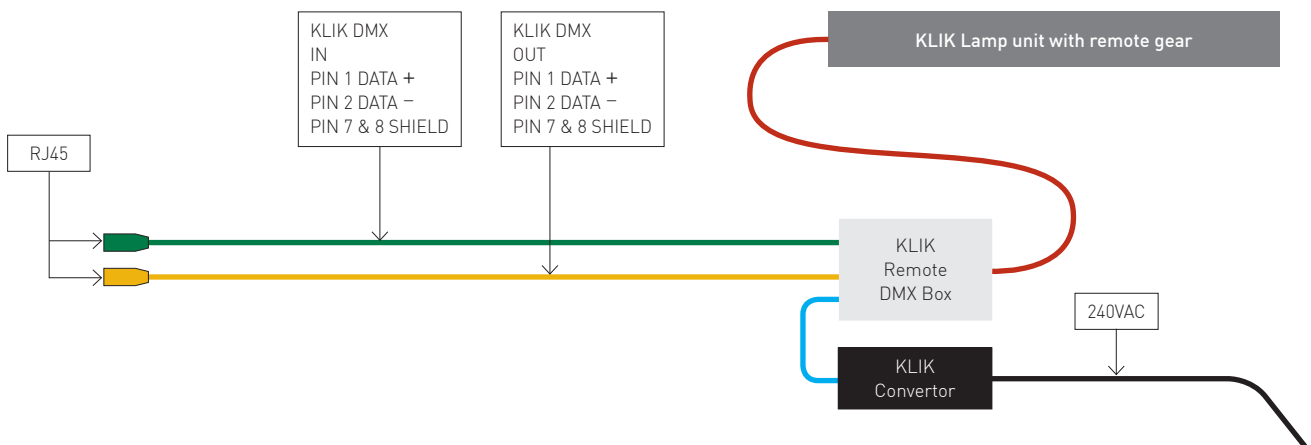 KLIK DMX
IN
PIN 1 DATA +
PIN 2 DATA –
PIN 7 & 8 SHIELD
KLIK DMX
OUT
PIN 1 DATA +
PIN 2 DATA –
PIN 7 & 8 SHIELD
KLIK Lamp unit with remote gear
RJ45
KLIK
Remote
DMX Box
240VAC
KLIK
Convertor